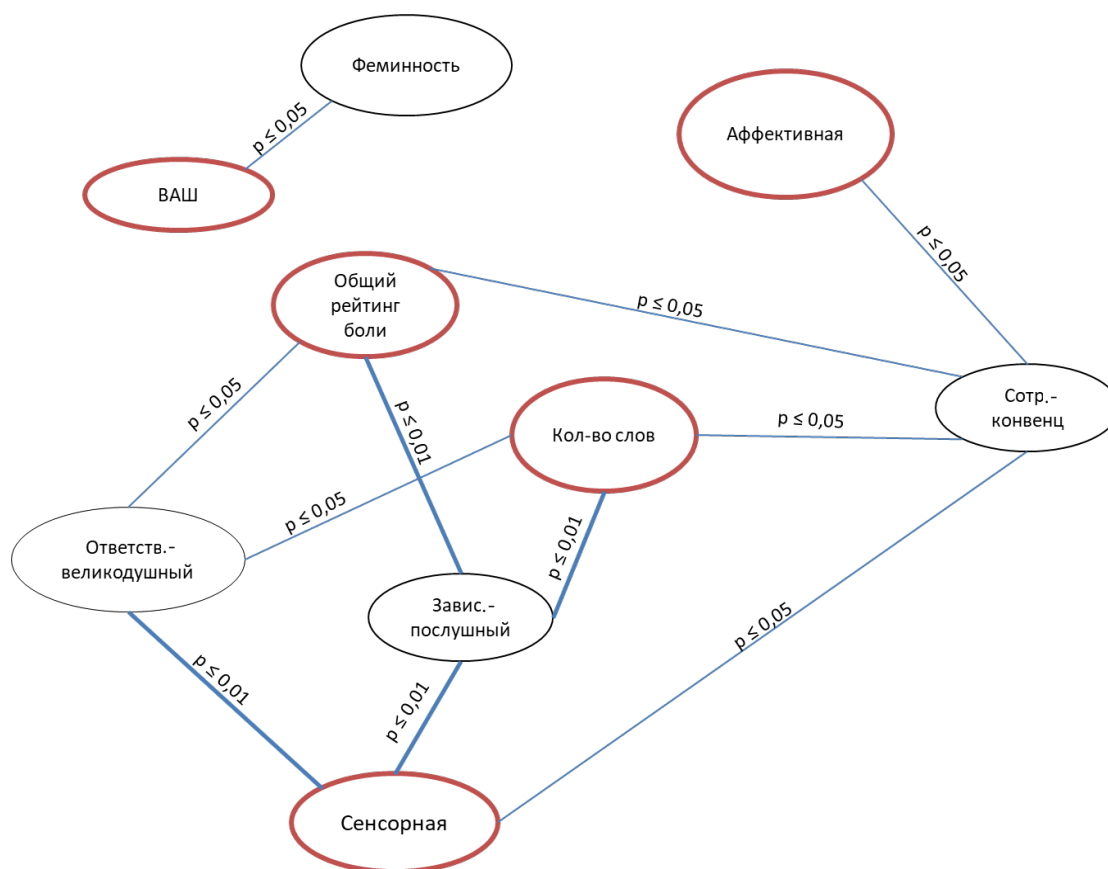 Феминность
p ≤ 0,05
ВАШ
Аффективная
p ≤ 0,05
Общий
рейтинг
боли
p ≤ 0,05
p ≤ 0,05
p ≤ 0,01
Кол-во слов
p ≤ 0,05
Сотр.-
конвенц
p ≤ 0,05
p ≤ 0,01
Ответств.-
великодушный
Завис.-
послушный
p ≤ 0,05
p ≤ 0,01
p ≤ 0,01
Сенсорная